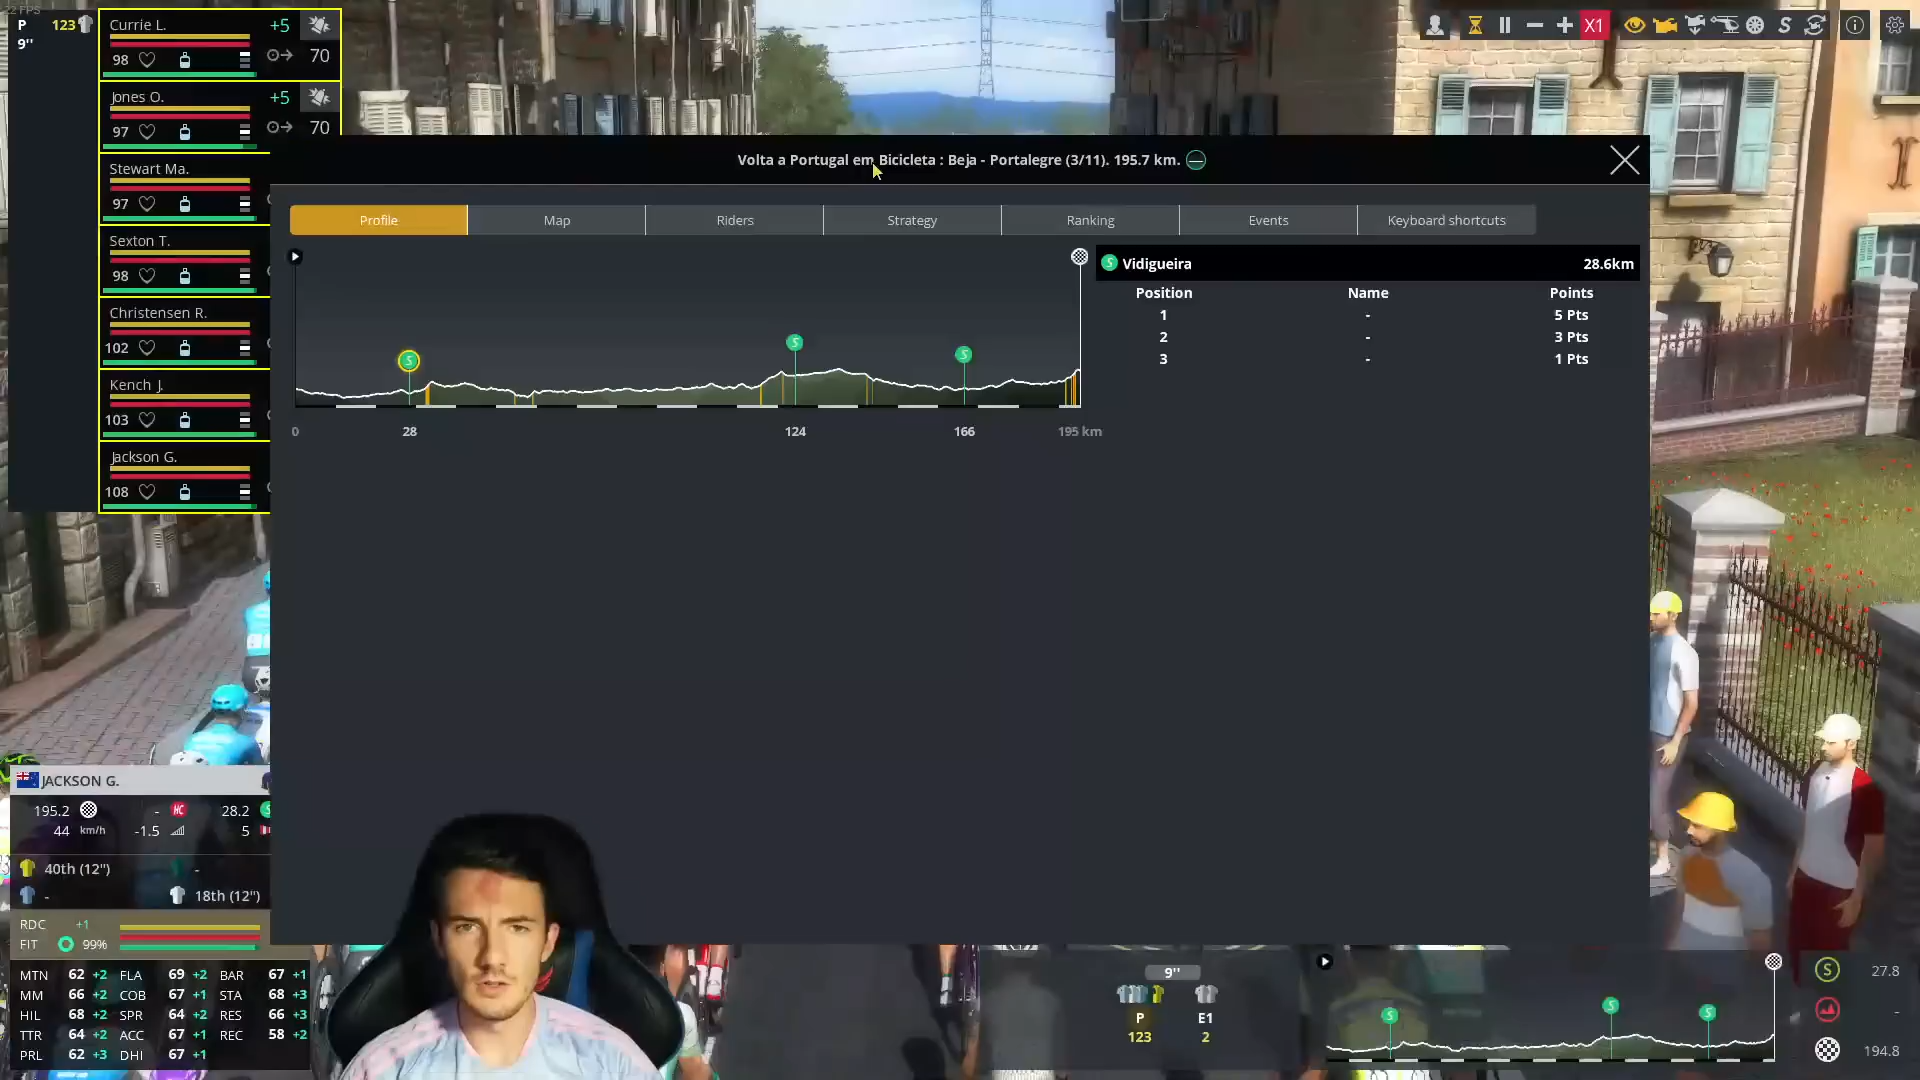 22 FPS
P 123
9''
Currie L. +5
98 70
Jones O. +5
97 70
Stewart Ma.
97
Sexton T.
98
Christensen R.
102
Kench J.
103
Jackson G.
108
X1
S
Volta a Portugal em Bicicleta : Beja - Portalegre (3/11). 195.7 km.
Profile Map Riders Strategy Ranking Events Keyboard shortcuts
S Vidigueira 28.6km
Position Name Points
1 - 5 Pts
2 - 3 Pts
3 - 1 Pts
S S S
0 28 124 166 195 km
JACKSON G.
195.2 - HC 28.2 S
44 km/h -1.5 5
40th (12'') -
- 18th (12'')
RDC +1
FIT 99%
MTN 62 +2 FLA 69 +2 BAR 67 +1
MM 66 +2 COB 67 +1 STA 68 +3
HIL 68 +2 SPR 64 +2 RES 66 +3
TTR 64 +2 ACC 67 +1 REC 58 +2
PRL 62 +3 DHI 67 +1
9''
P E1
123 2
S S S
S 27.8
-
194.8